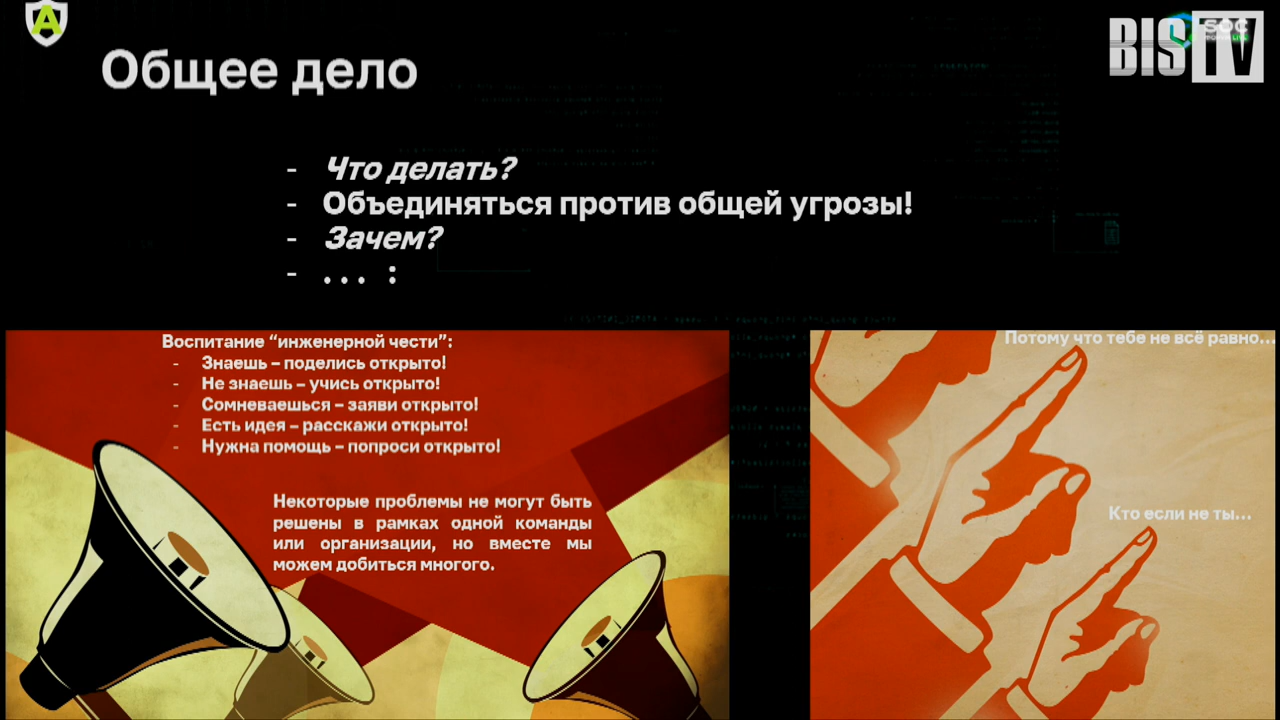 A
BIS TV
SOC
Общее дело
- Что делать?
- Объединяться против общей угрозы!
- Зачем?
- ... :
Воспитание “инженерной чести”:
- Знаешь – поделись открыто!
- Не знаешь – учись открыто!
- Сомневаешься – заяви открыто!
- Есть идея – расскажи открыто!
- Нужна помощь – попроси открыто!
Некоторые проблемы не могут быть
решены в рамках одной команды
или организации, но вместе мы
можем добиться многого.
Потому что тебе не всё равно...
Кто если не ты...